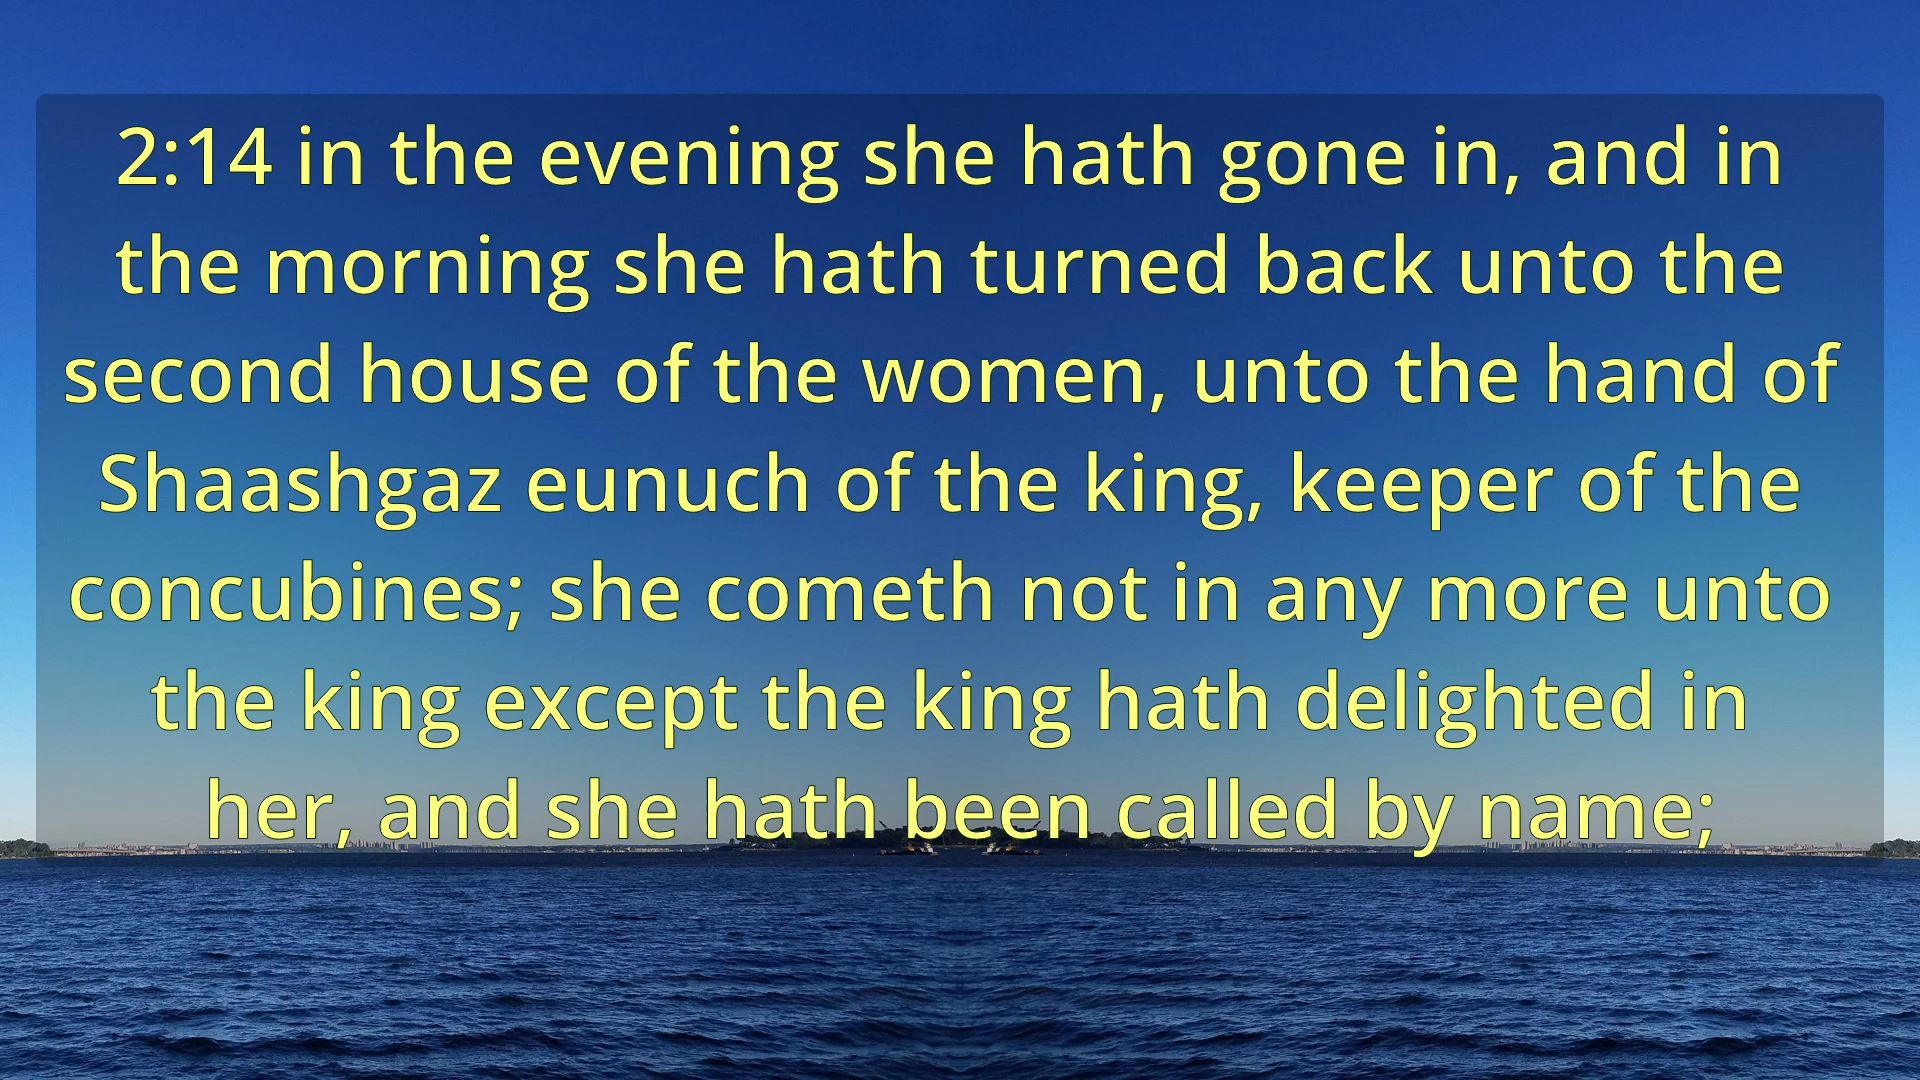 2:14 in the evening she hath gone in, and in
the morning she hath turned back unto the
second house of the women, unto the hand of
Shaashgaz eunuch of the king, keeper of the
concubines; she cometh not in any more unto
the king except the king hath delighted in
her, and she hath been called by name;